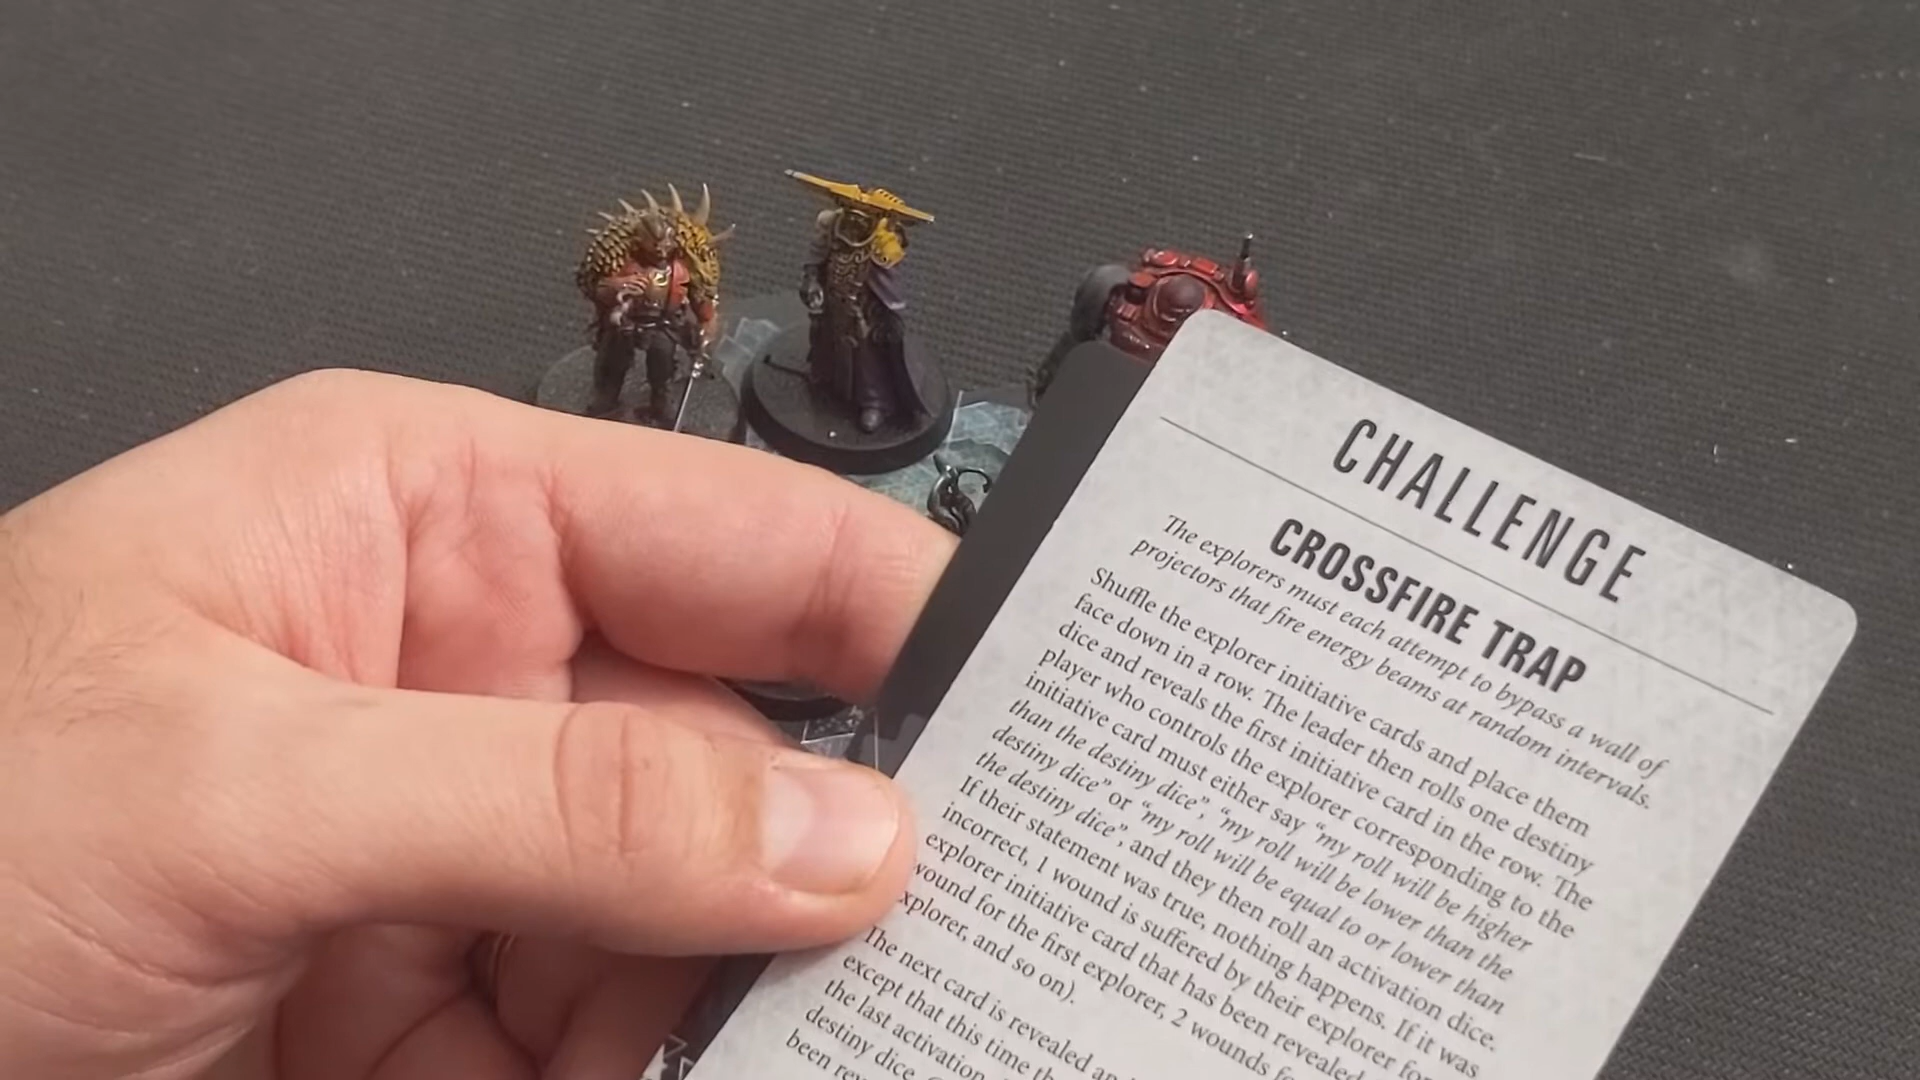 CHALLENGE
CROSSFIRE TRAP
The explorers must each attempt to bypass a wall of
projectors that fire energy beams at random intervals.
Shuffle the explorer initiative cards and place them
face down in a row. The leader then rolls one destiny
dice and reveals the first initiative card in the row. The
player who controls the explorer corresponding to the
initiative card must either say “my roll will be higher
than the destiny dice”, “my roll will be lower than the
destiny dice” or “my roll will be equal to or lower than
the destiny dice”, and they then roll an activation dice.
If their statement was true, nothing happens. If it was
incorrect, 1 wound is suffered by their explorer for
explorer initiative card that has been revealed
wound for the first explorer, 2 wounds
explorer, and so on).
The next card is revealed
except that this time
the last activation
destiny dice.
been